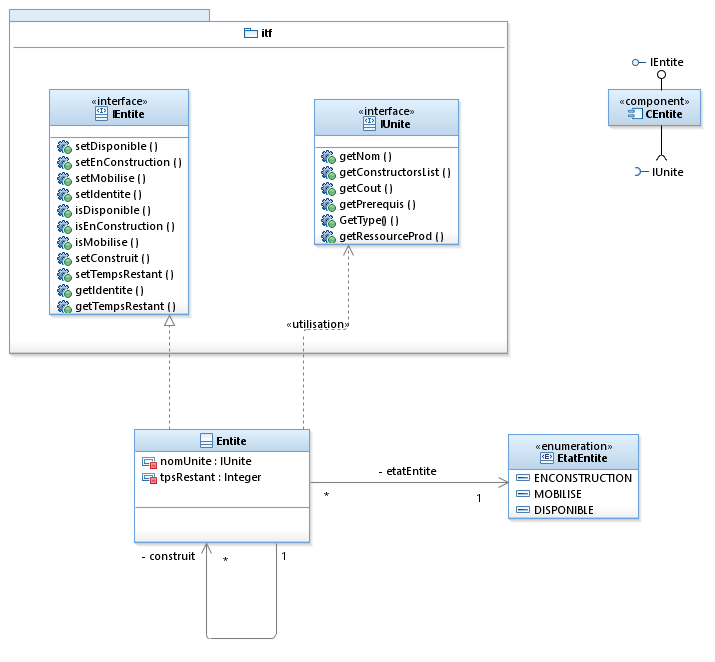 itf
«interface»
IEntite
setDisponible ( )
setEnConstruction ( )
setMobilise ( )
setIdentite ( )
isDisponible ( )
isEnConstruction ( )
isMobilise ( )
setConstruit ( )
setTempsRestant ( )
getIdentite ( )
getTempsRestant ( )
«interface»
IUnite
getNom ( )
getConstructorsList ( )
getCout ( )
getPrerequis ( )
GetType() ( )
getRessourceProd ( )
IEntite
«component»
CEntite
IUnite
«utilisation»
Entite
nomUnite : IUnite
tpsRestant : Integer
- etatEntite
*
1
«enumeration»
EtatEntite
ENCONSTRUCTION
MOBILISE
DISPONIBLE
- construit
*
1